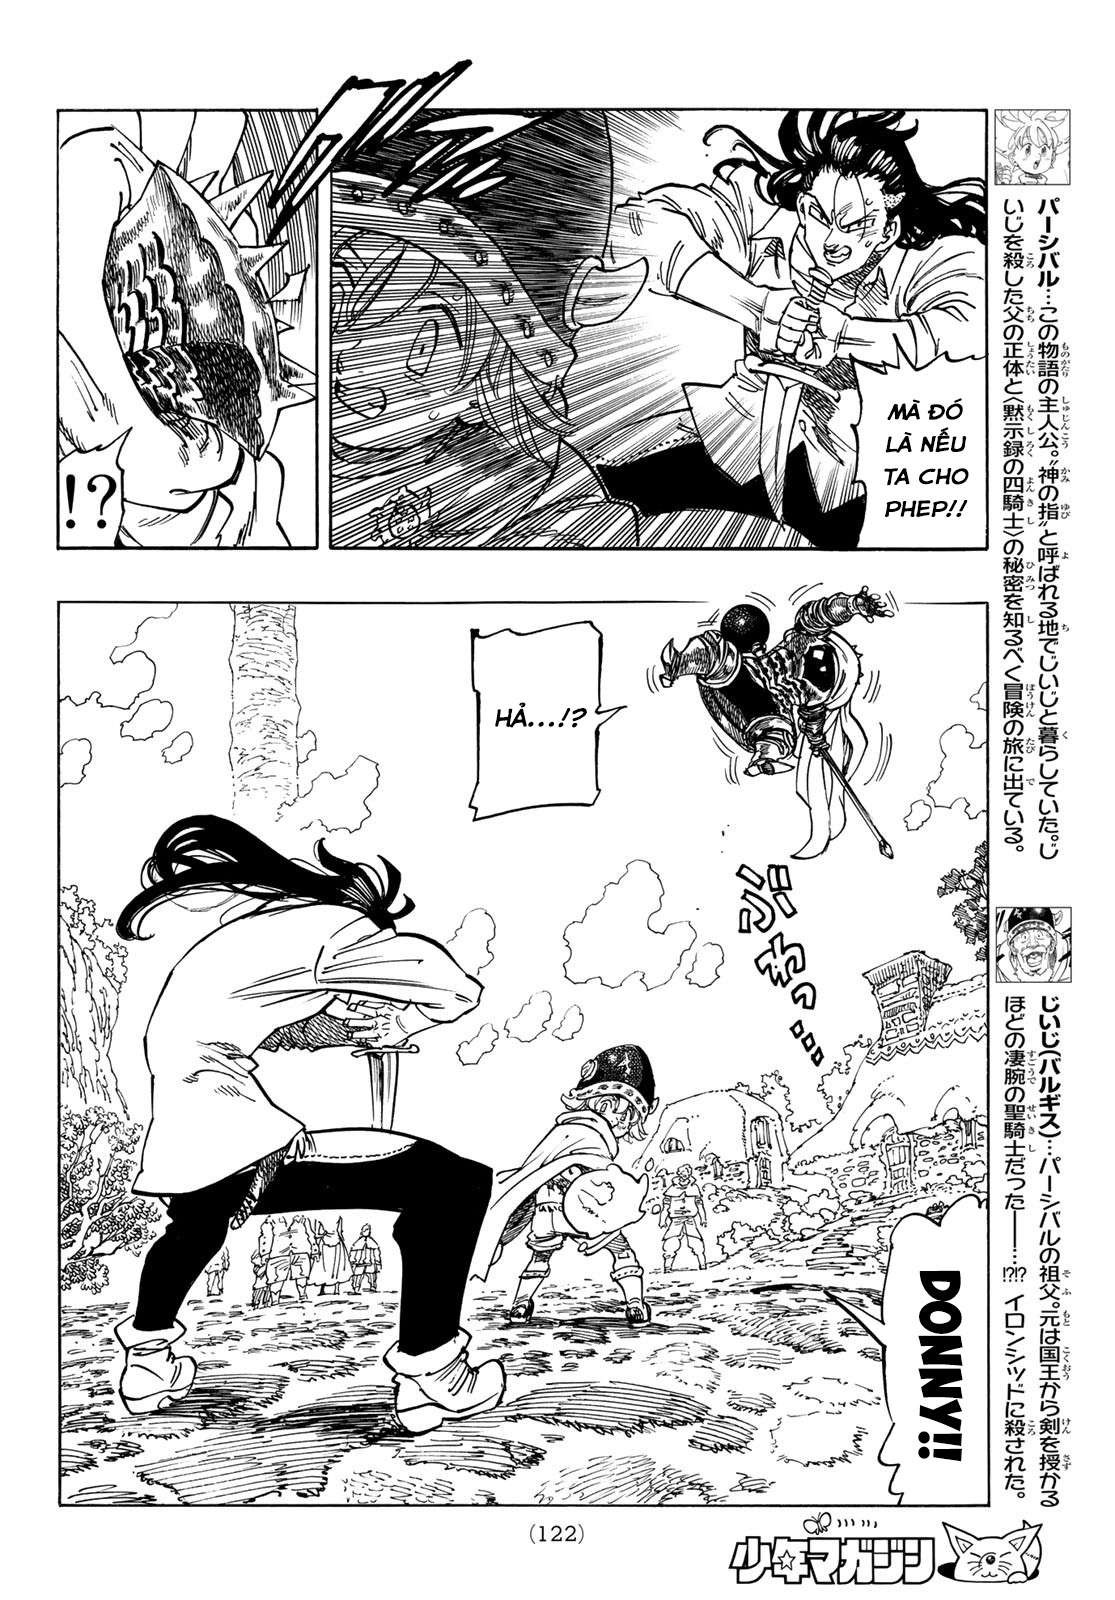 MÀ ĐÓ
LÀ NẾU
TA CHO
PHEP!!
!?
HẢ...!?
DONNY!!
パーシバル…この物語の主人公。“神の指”と呼ばれる地でじいじと暮らしていた。じ
いじを殺した父の正体と〈黙示録の四騎士〉の秘密を知るべく冒険の旅に出ている。
じいじ(バルギス)…パーシバルの祖父。元は国王から剣を授かる
ほどの凄腕の聖騎士だった――…!?!? イロンシッドに殺された。
(122)
少年マガジン